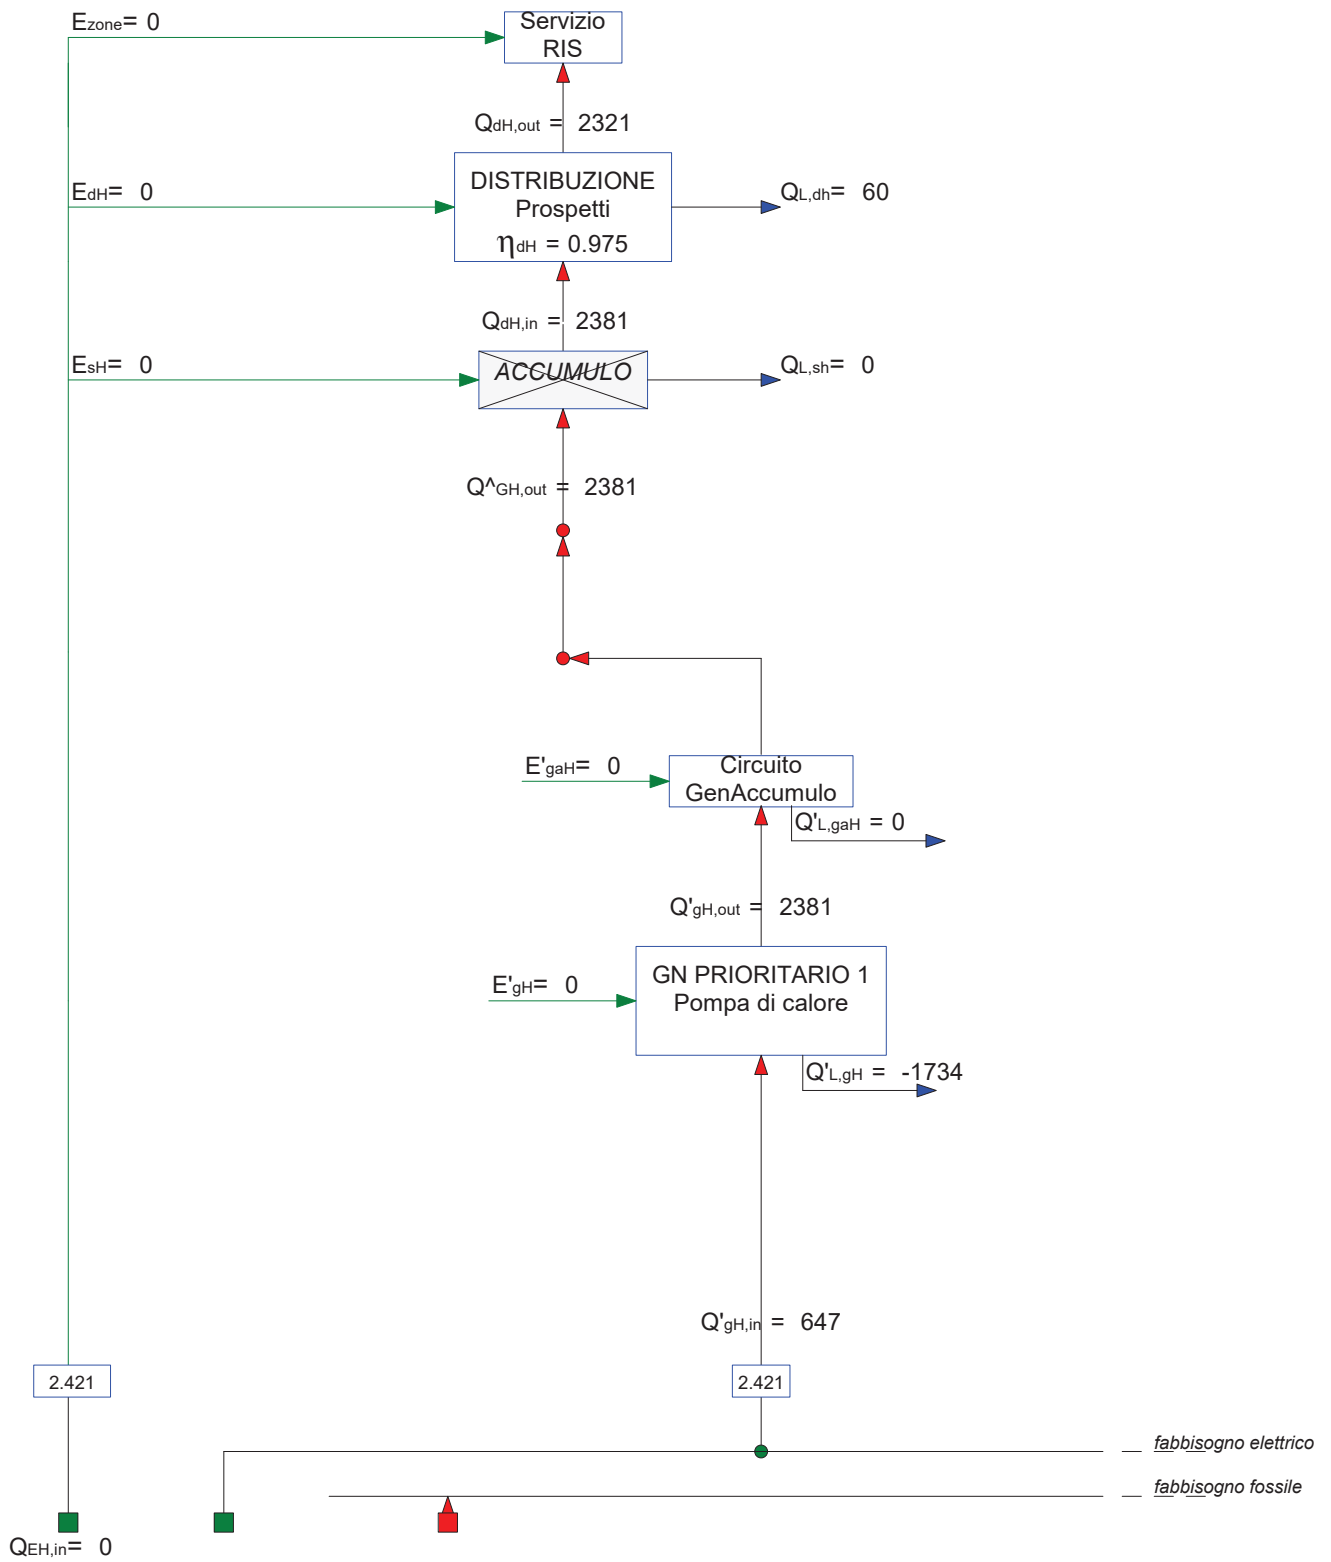 Ezone= 0
Servizio
RIS
QdH,out = 2321
EdH= 0
DISTRIBUZIONE
Prospetti
ηdH = 0.975
QL,dh= 60
QdH,in = 2381
EsH= 0
ACCUMULO
QL,sh= 0
Q^GH,out = 2381
E'gaH= 0
Circuito
GenAccumulo
Q'L,gaH = 0
Q'gH,out = 2381
E'gH= 0
GN PRIORITARIO 1
Pompa di calore
Q'L,gH = -1734
Q'gH,in = 647
2.421
2.421
fabbisogno elettrico
fabbisogno fossile
QEH,in= 0